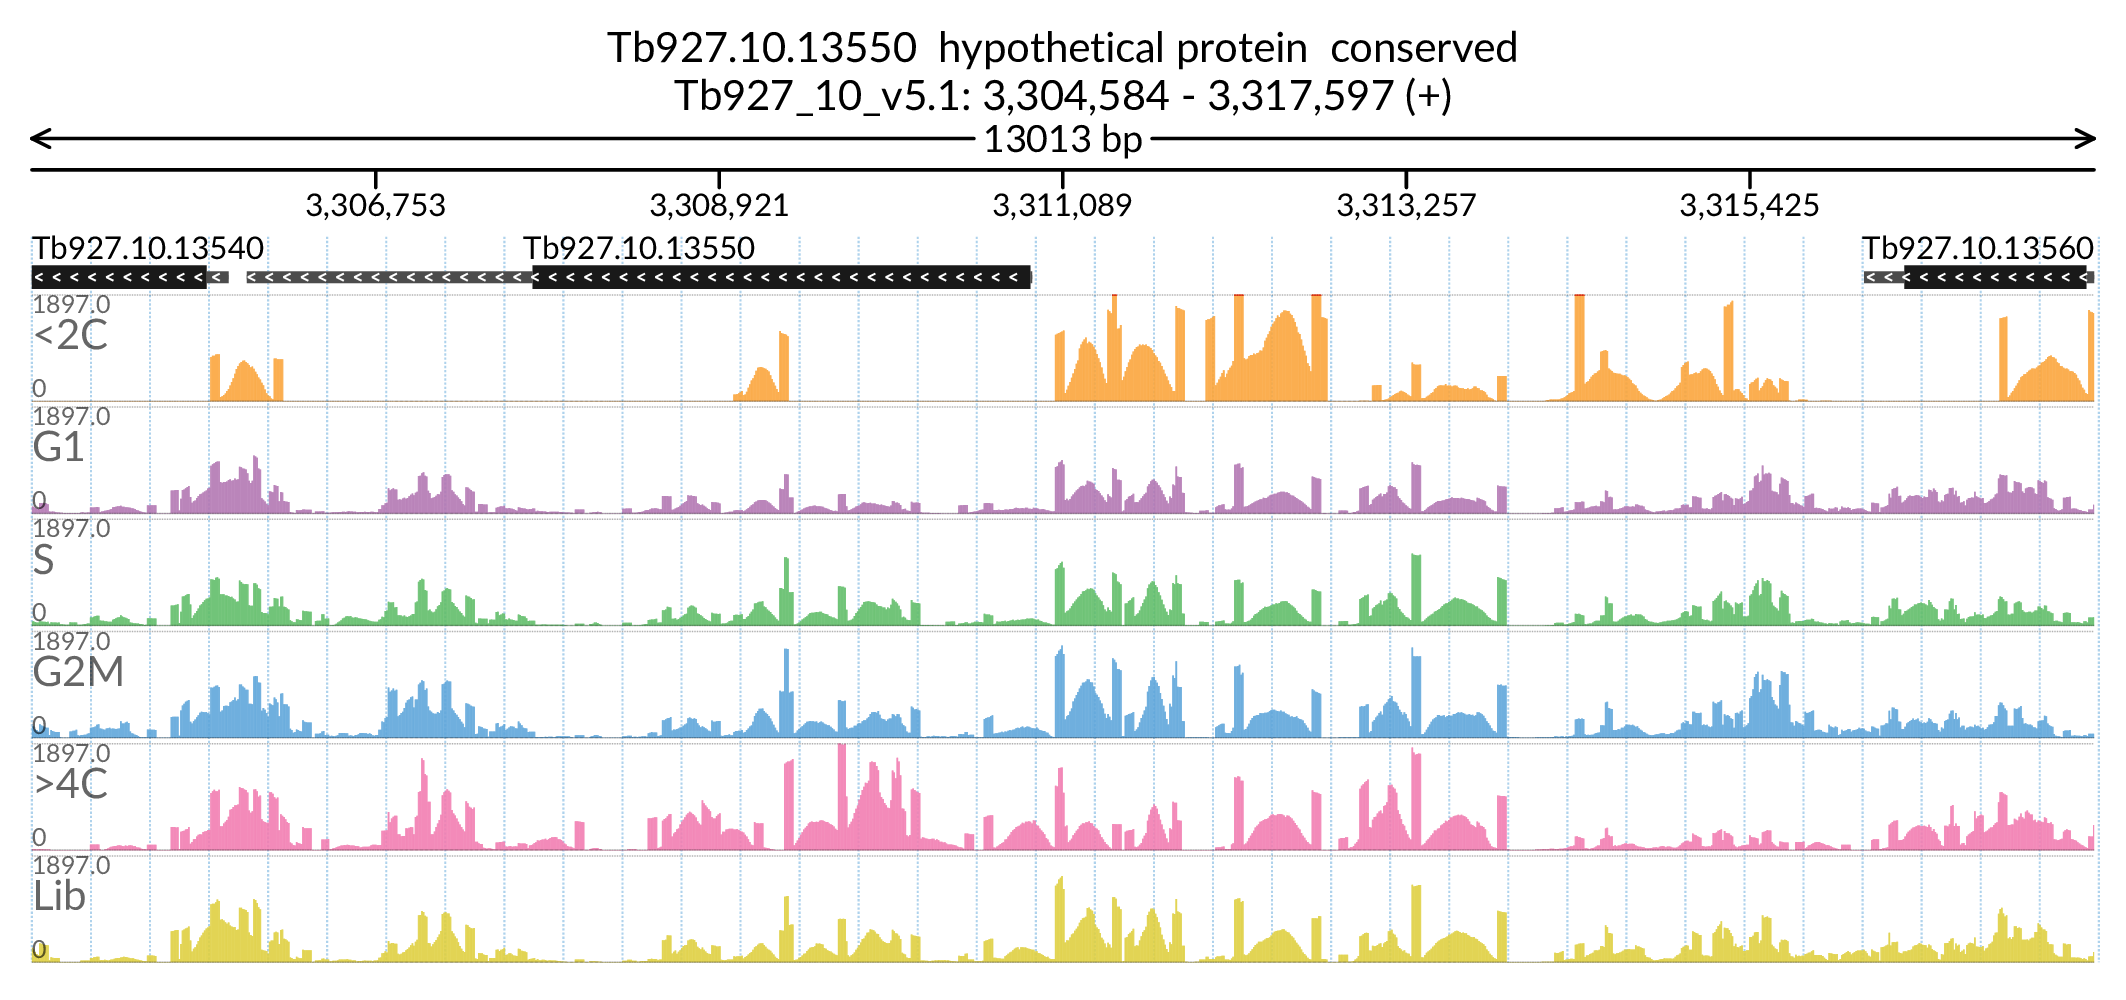 Tb927.10.13550  hypothetical protein  conserved
Tb927_10_v5.1: 3,304,584 - 3,317,597 (+)
13013 bp
3,306,753 3,308,921 3,311,089 3,313,257 3,315,425
Tb927.10.13540 Tb927.10.13550 Tb927.10.13560
1897.0
<2C
0
1897.0
G1
0
1897.0
S
0
1897.0
G2M
0
1897.0
>4C
0
1897.0
Lib
0